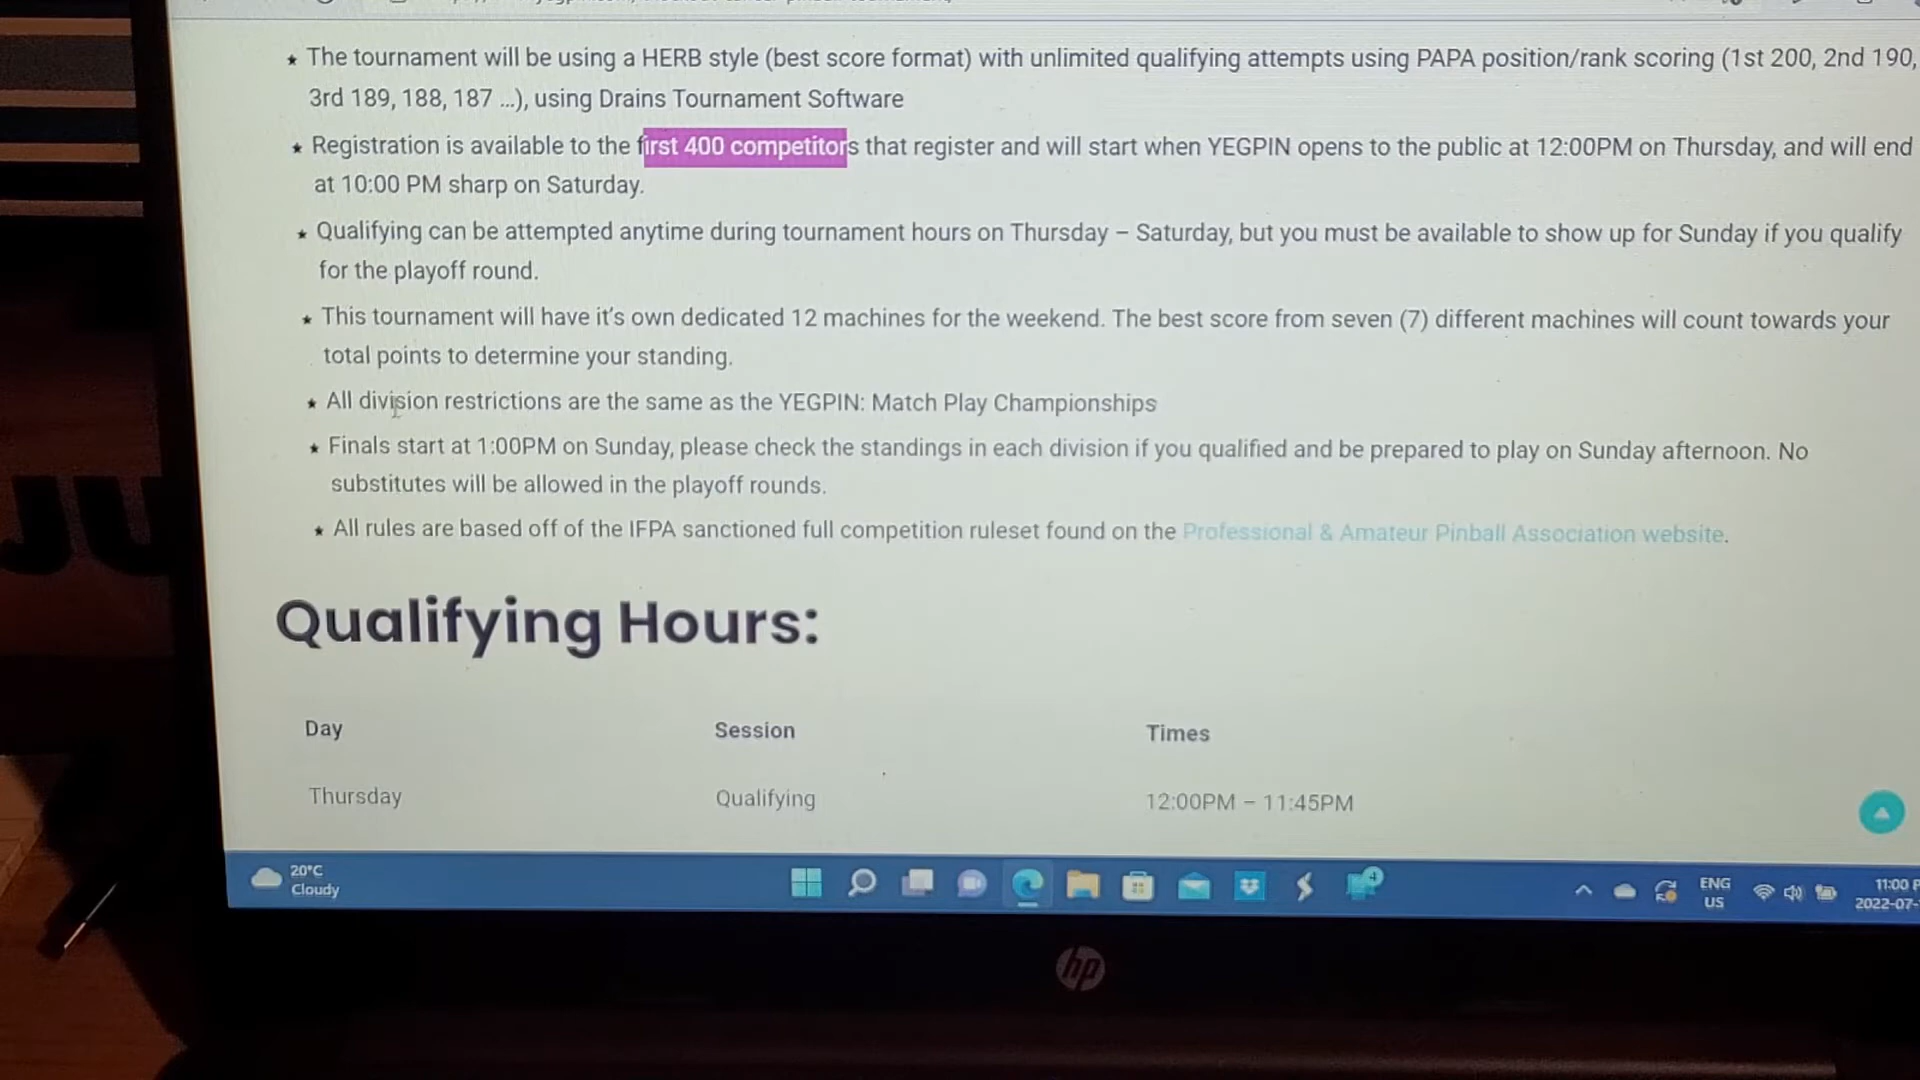 The tournament will be using a HERB style (best score format) with unlimited qualifying attempts using PAPA position/rank scoring (1st 200, 2nd 190,
3rd 189, 188, 187 ...), using Drains Tournament Software
Registration is available to the first 400 competitors that register and will start when YEGPIN opens to the public at 12:00PM on Thursday, and will end
at 10:00 PM sharp on Saturday.
Qualifying can be attempted anytime during tournament hours on Thursday – Saturday, but you must be available to show up for Sunday if you qualify
for the playoff round.
This tournament will have it's own dedicated 12 machines for the weekend. The best score from seven (7) different machines will count towards your
total points to determine your standing.
All division restrictions are the same as the YEGPIN: Match Play Championships
Finals start at 1:00PM on Sunday, please check the standings in each division if you qualified and be prepared to play on Sunday afternoon. No
substitutes will be allowed in the playoff rounds.
All rules are based off of the IFPA sanctioned full competition ruleset found on the Professional & Amateur Pinball Association website.
JU
Qualifying Hours:
Day Session Times
Thursday Qualifying 12:00PM – 11:45PM
20°C
Cloudy
4
ENG
US
11:00 P
2022-07-
hp